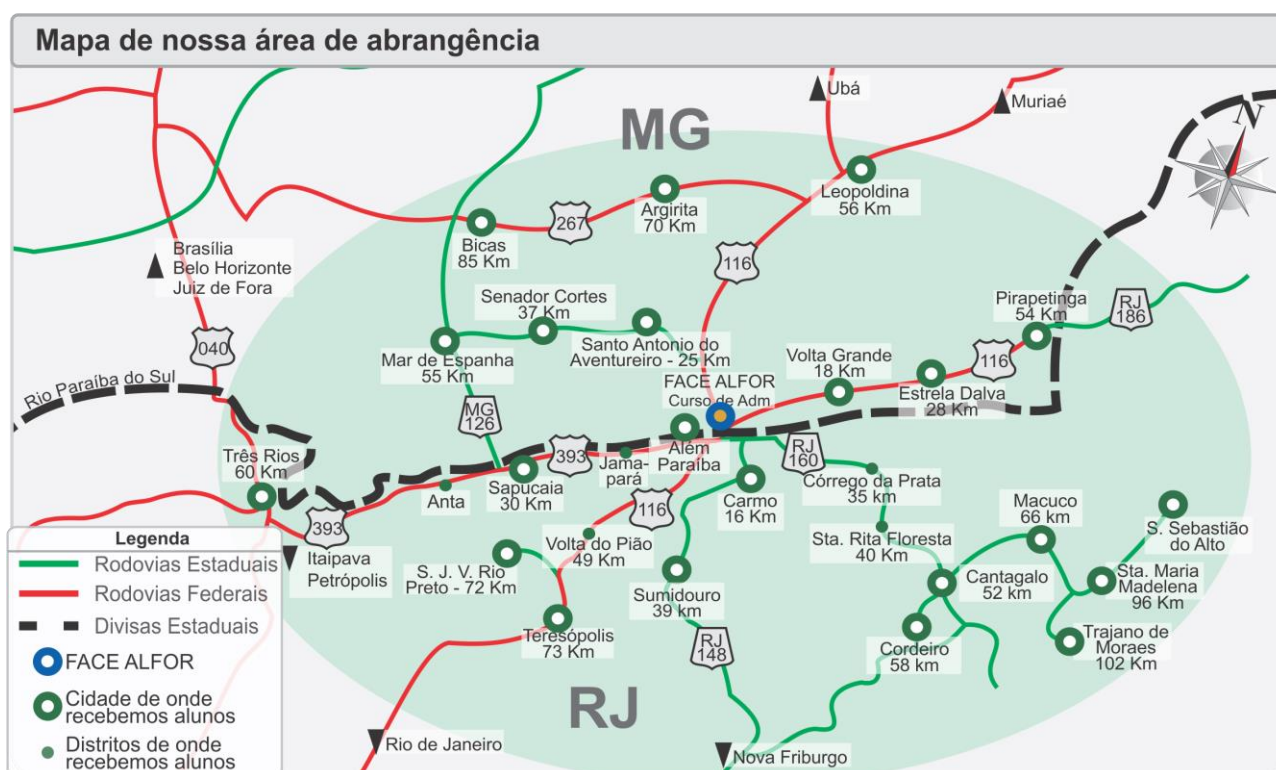 Mapa de nossa área de abrangência
MG
Ubá
Muriaé
N
Leopoldina
56 Km
Argirita
70 Km
267
Bicas
85 Km
116
Brasília
Belo Horizonte
Juiz de Fora
040
Senador Cortes
37 Km
Pirapetinga
54 Km
RJ
186
Mar de Espanha
55 Km
Santo Antonio do
Aventureiro - 25 Km
Volta Grande
18 Km
116
Estrela Dalva
28 Km
FACE ALFOR
Curso de Adm
Rio Paraíba do Sul
MG
126
Três Rios
60 Km
393
Jama-
pará
Além
Paraíba
RJ
160
Anta
Sapucaia
30 Km
116
Carmo
16 Km
Córrego da Prata
35 km
Macuco
66 km
S. Sebastião
do Alto
393
Itaipava
Petrópolis
Volta do Pião
49 Km
S. J. V. Rio
Preto - 72 Km
Sta. Rita Floresta
40 Km
Cantagalo
52 km
Sta. Maria
Madelena
96 Km
Sumidouro
39 km
Teresópolis
73 Km
RJ
148
Cordeiro
58 km
Trajano de
Moraes
102 Km
RJ
Rio de Janeiro
Nova Friburgo
Legenda
Rodovias Estaduais
Rodovias Federais
Divisas Estaduais
FACE ALFOR
Cidade de onde
recebemos alunos
Distritos de onde
recebemos alunos